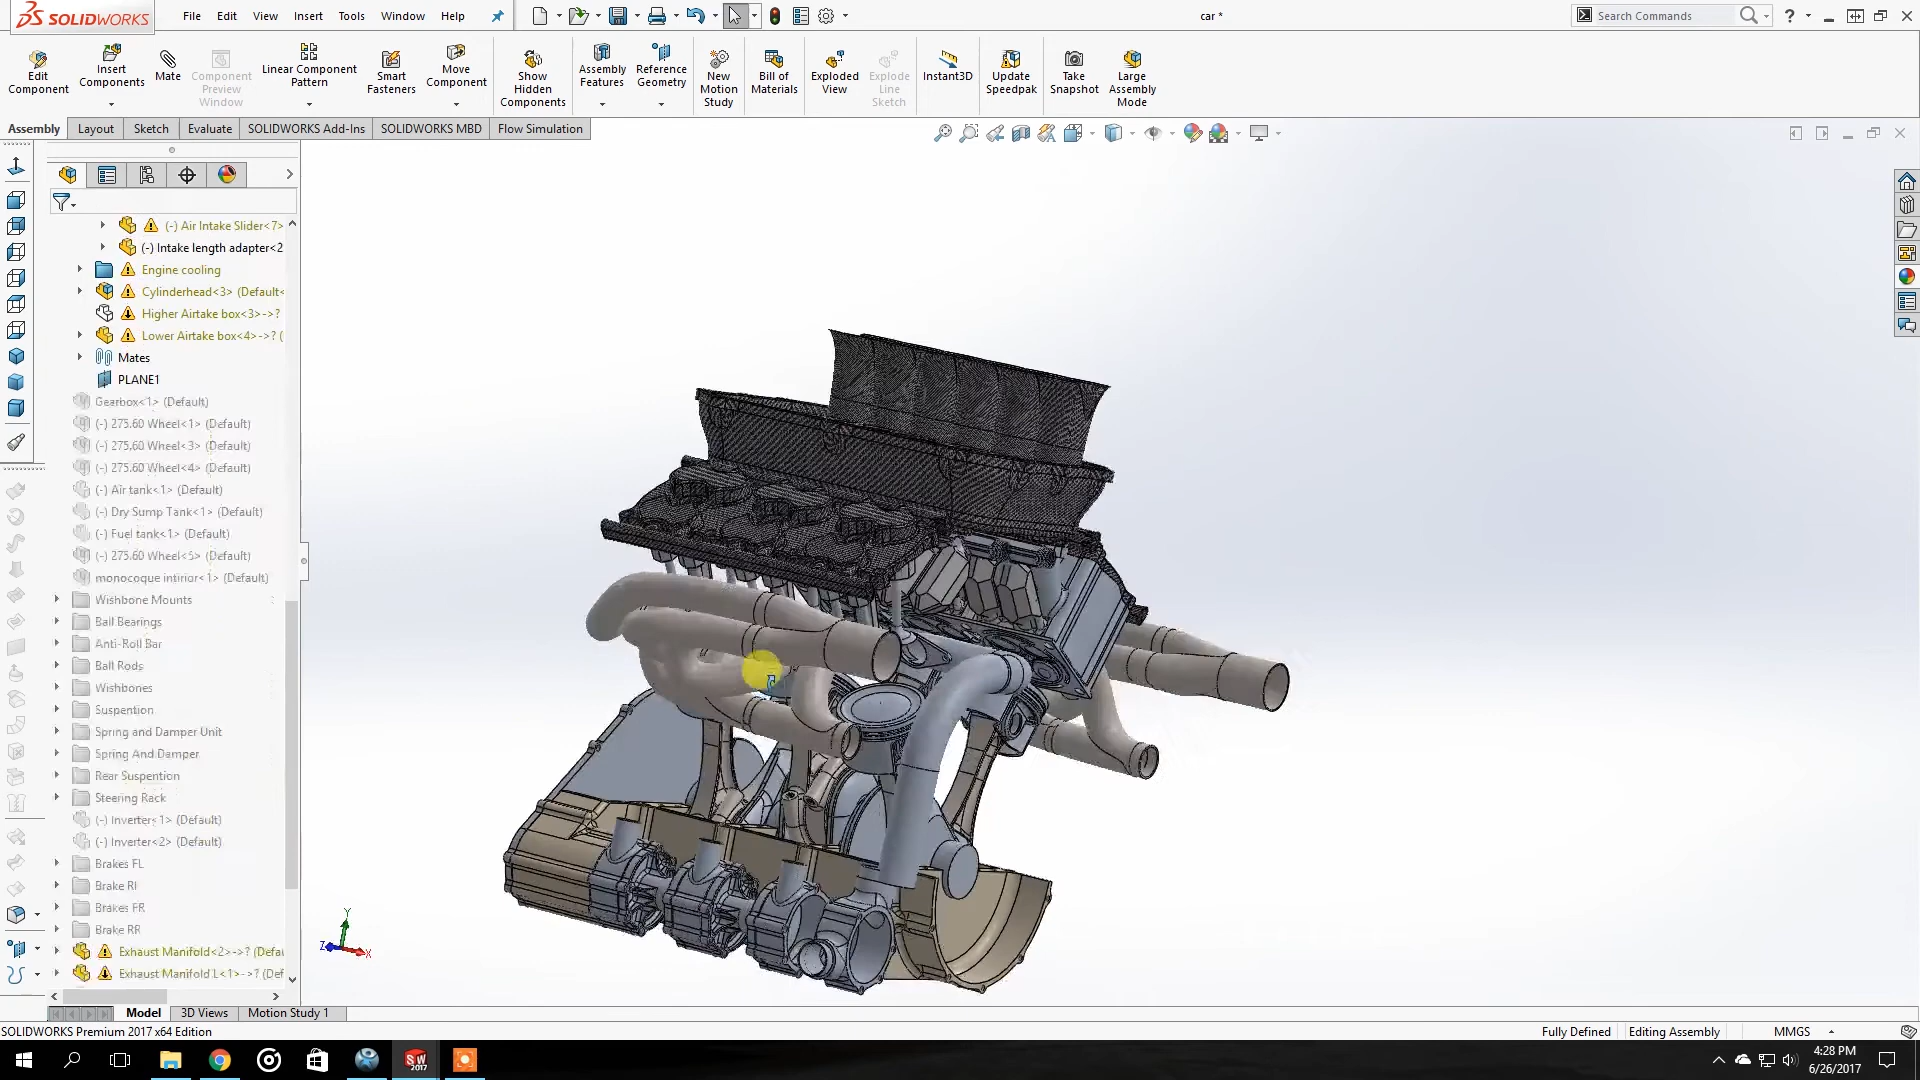 SOLIDWORKS File Edit View Insert Tools Window Help car * Search Commands
Edit Component
Insert Components
Mate
Component Preview Window
Linear Component Pattern
Smart Fasteners
Move Component
Show Hidden Components
Assembly Features
Reference Geometry
New Motion Study
Bill of Materials
Exploded View
Explode Line Sketch
Instant3D
Update Speedpak
Take Snapshot
Large Assembly Mode
Assembly Layout Sketch Evaluate SOLIDWORKS Add-Ins SOLIDWORKS MBD Flow Simulation
(-) Air Intake Slider<7>
(-) Intake length adapter<2
Engine cooling
Cylinderhead<3> (Default<
Higher Airtake box<3>->?
Lower Airtake box<4>->? (
Mates
PLANE1
Gearbox<1> (Default)
(-) 275.60 Wheel<1> (Default)
(-) 275.60 Wheel<3> (Default)
(-) 275.60 Wheel<4> (Default)
(-) Air tank<1> (Default)
(-) Dry Sump Tank<1> (Default)
(-) Fuel tank<1> (Default)
(-) 275.60 Wheel<5> (Default)
monocoque intirior<1> (Default)
Wishbone Mounts
Ball Bearings
Anti-Roll Bar
Ball Rods
Wishbones
Suspention
Spring and Damper Unit
Spring And Damper
Rear Suspention
Steering Rack
(-) Inverter<1> (Default)
(-) Inverter<2> (Default)
Brakes FL
Brake Rl
Brakes FR
Brake RR
Exhaust Manifold<2>->? (Defau
Exhaust Manifold L<1>->? (Def
Y
Z
X
Model 3D Views Motion Study 1
SOLIDWORKS Premium 2017 x64 Edition Fully Defined Editing Assembly MMGS
SW 2017
4:28 PM
6/26/2017